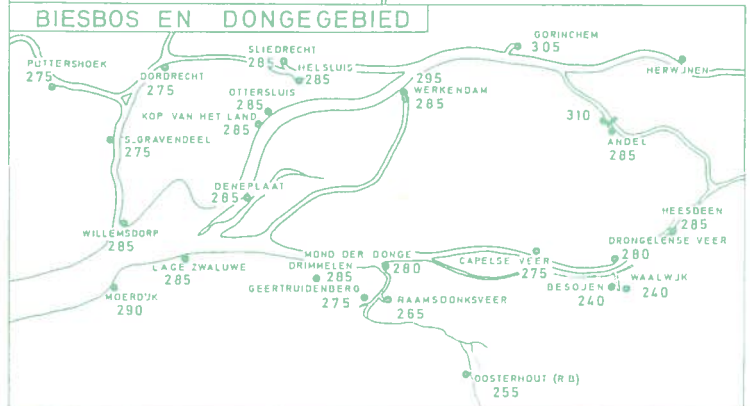 BIESBOS EN DONGEGEBIED
GORINCHEM
305
SLIEDRECHT
285
HELSLUIS
285
PUTTERSHOEK
275
DORDRECHT
275
HERWIJNEN
295
WERKENDAM
285
OTTERSLUIS
285
KOP VAN HET LAND
285
310
ANDEL
285
S_GRAVENDEEL
275
DENEPLAAT
285
WILLEMSDORP
285
HEESBEEN
285
DRONGELENSE VEER
280
LAGE ZWALUWE
285
MOND DER DONGE
280
DRIMMELEN
285
CAPELSE VEER
275
WAALWIJK
240
BESOJEN
240
MOERDIJK
290
GEERTRUIDENBERG
275
RAAMSDONKSVEER
265
OOSTERHOUT (R B)
255